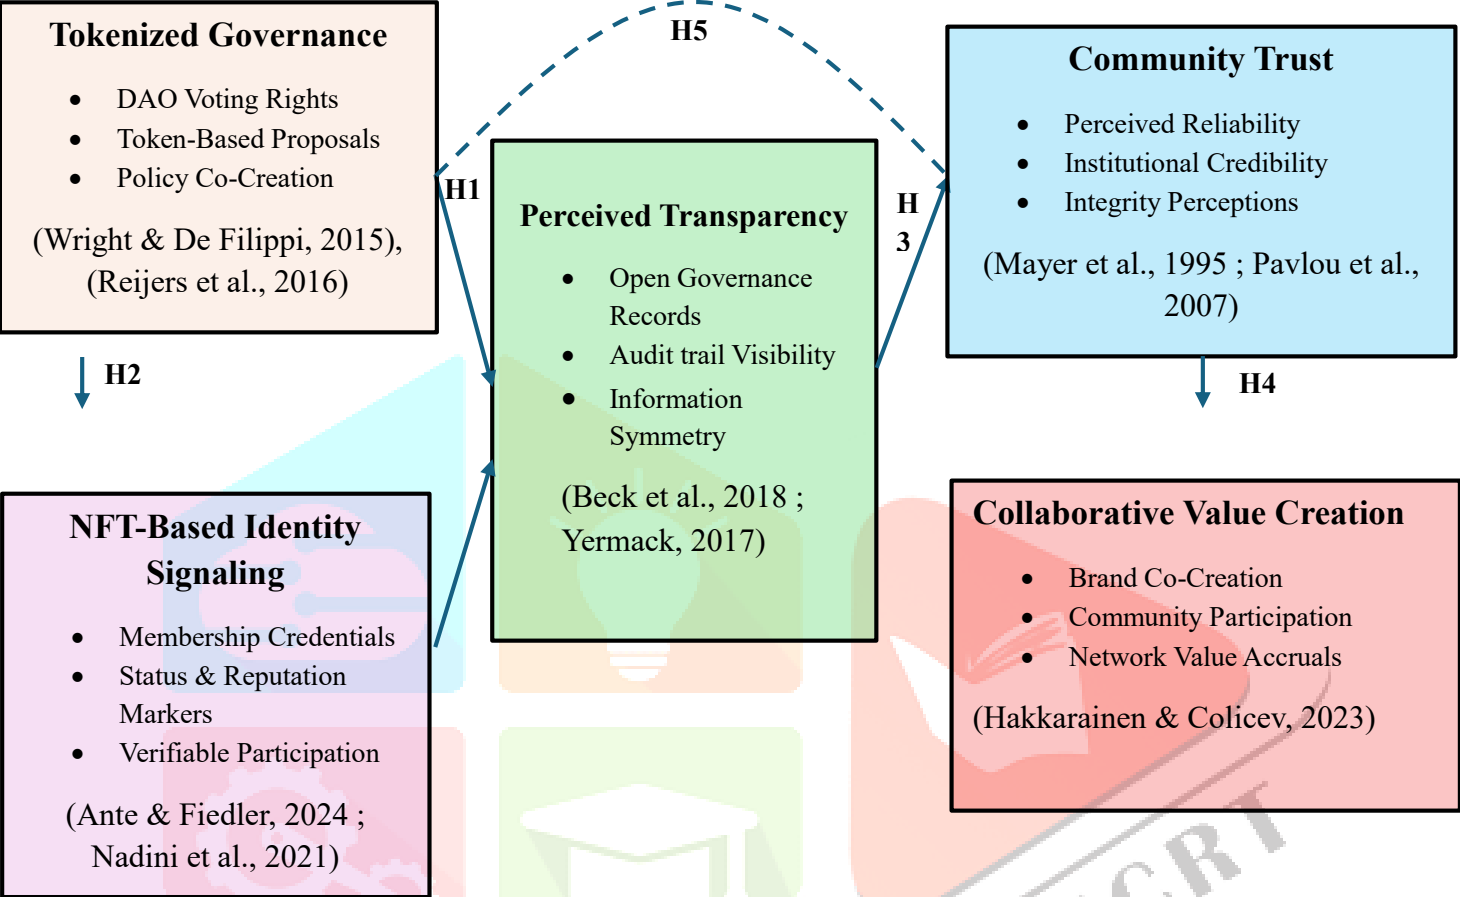 Tokenized Governance
• DAO Voting Rights
• Token-Based Proposals
• Policy Co-Creation
(Wright & De Filippi, 2015),
(Reijers et al., 2016)
H5
H1
H2
Perceived Transparency
• Open Governance
Records
• Audit trail Visibility
• Information
Symmetry
(Beck et al., 2018 ;
Yermack, 2017)
H
3
Community Trust
• Perceived Reliability
• Institutional Credibility
• Integrity Perceptions
(Mayer et al., 1995 ; Pavlou et al.,
2007)
H4
NFT-Based Identity
Signaling
• Membership Credentials
• Status & Reputation
Markers
• Verifiable Participation
(Ante & Fiedler, 2024 ;
Nadini et al., 2021)
Collaborative Value Creation
• Brand Co-Creation
• Community Participation
• Network Value Accruals
(Hakkarainen & Colicev, 2023)
CRT